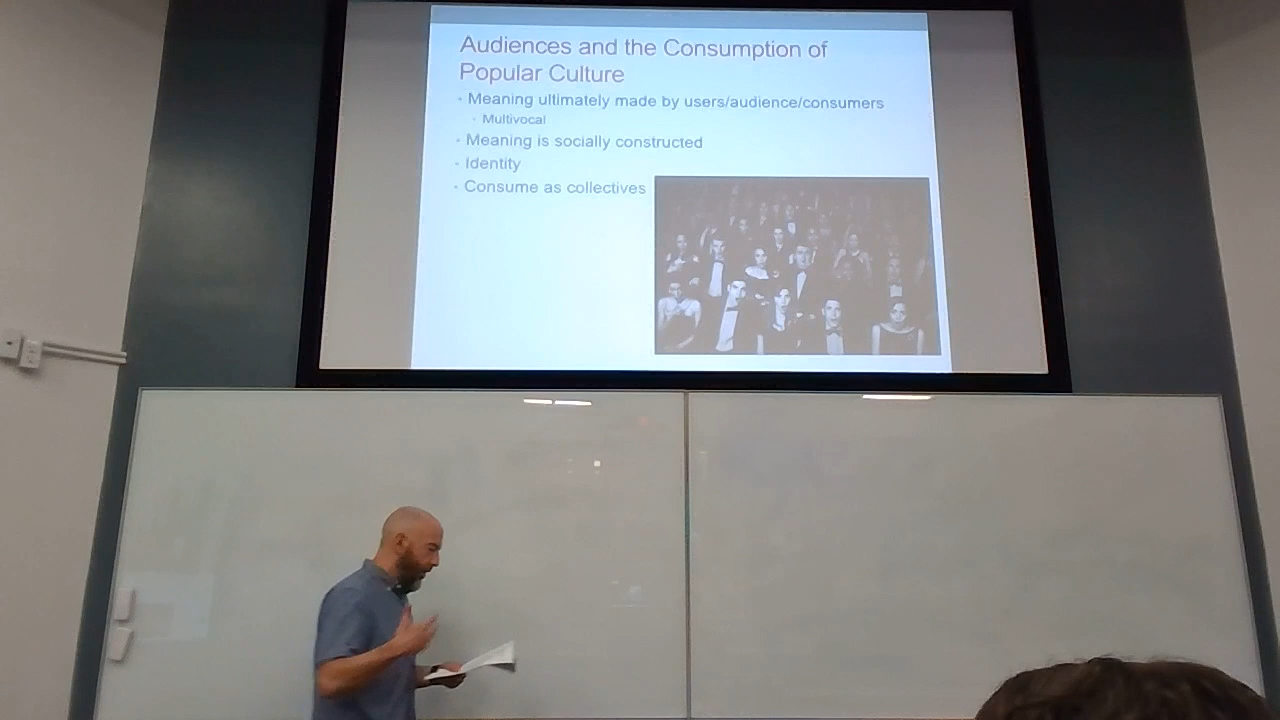 Audiences and the Consumption of
Popular Culture
Meaning ultimately made by users/audience/consumers
Multivocal
Meaning is socially constructed
Identity
Consume as collectives